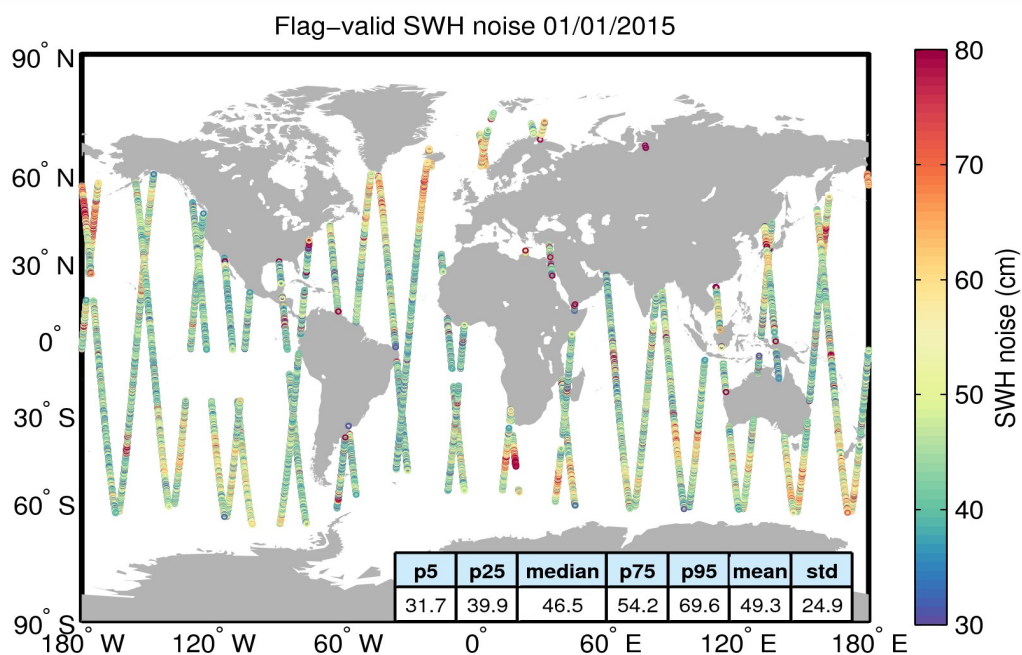 Flag−valid SWH noise 01/01/2015
90° N
60° N
30° N
0°
30° S
60° S
90° S
180° W
120° W
60° W
0°
60° E
120° E
180° E
80
70
60
50
40
30
SWH noise (cm)
p5 p25 median p75 p95 mean std
31.7 39.9 46.5 54.2 69.6 49.3 24.9